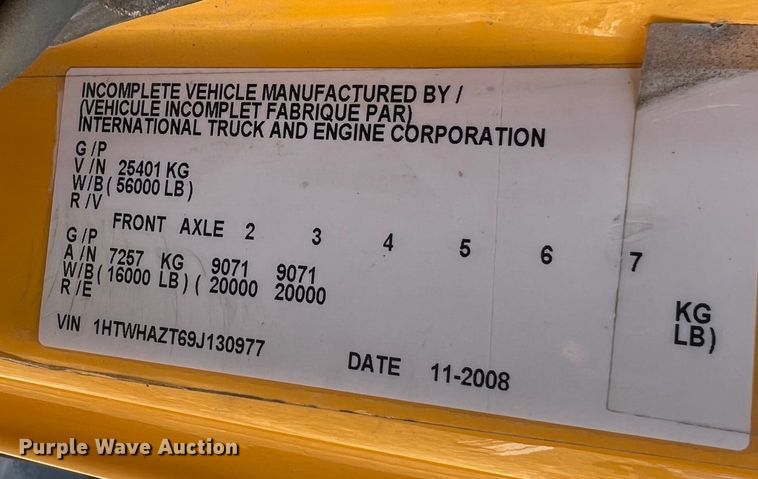 INCOMPLETE VEHICLE MANUFACTURED BY /
(VEHICULE INCOMPLET FABRIQUE PAR)
INTERNATIONAL TRUCK AND ENGINE CORPORATION
G /P
V /N 25401 KG
W/B( 56000 LB)
R /V
FRONT AXLE 2 3 4 5 6 7
G /P
A /N 7257 KG 9071 9071
W/B(16000 LB) ( 20000 20000
R /E
KG
LB)
VIN 1HTWHAZT69J130977
DATE 11-2008
Purple Wave Auction